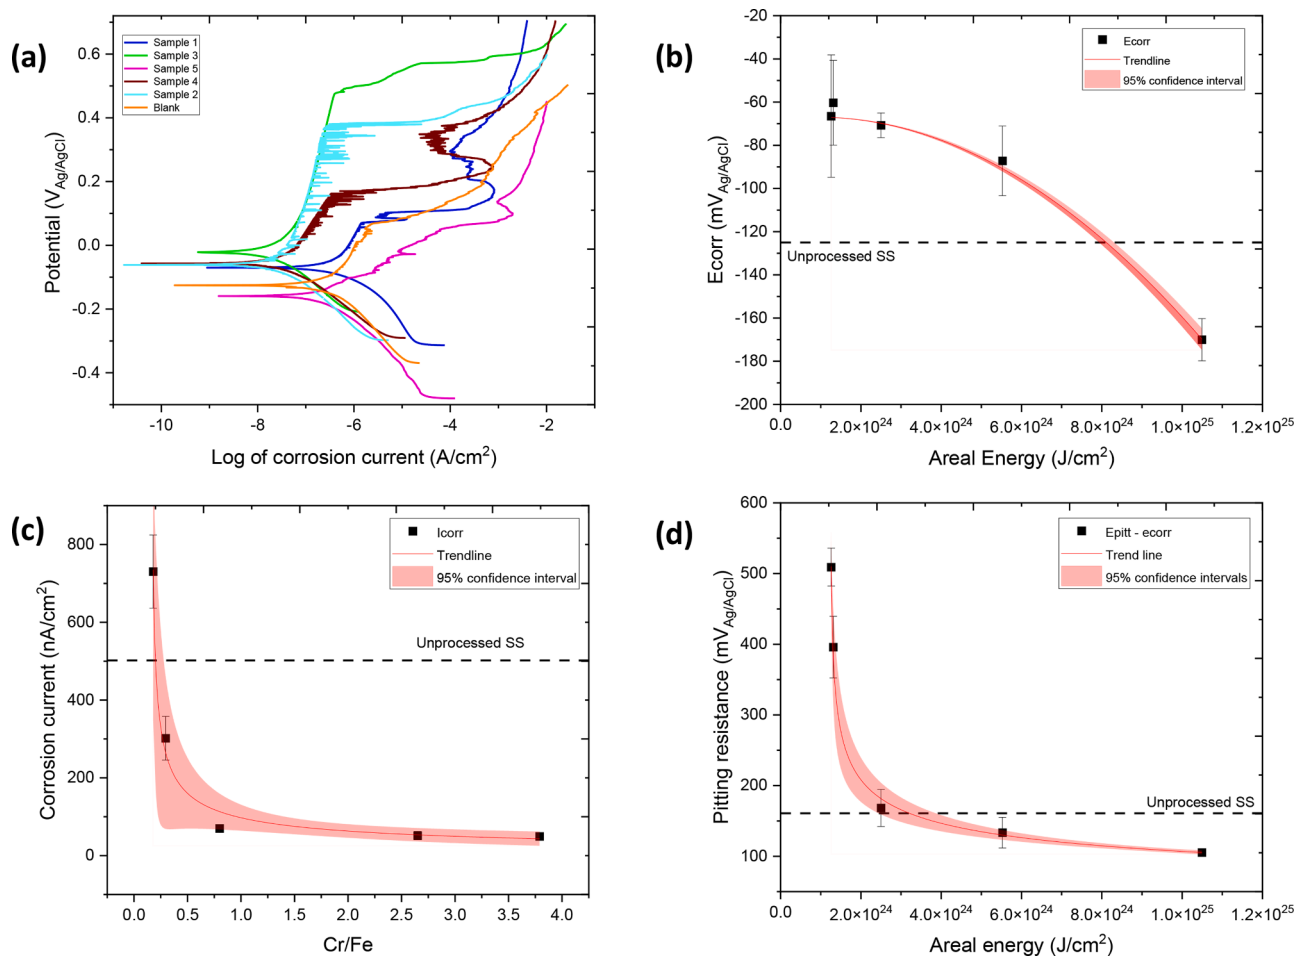 (a)
Sample 1
Sample 3
Sample 5
Sample 4
Sample 2
Blank
0.6
0.4
0.2
0.0
-0.2
-0.4
Potential (V_Ag/AgCl)
-10
-8
-6
-4
-2
Log of corrosion current (A/cm²)
(b)
Ecorr
Trendline
95% confidence interval
-20
-40
-60
-80
-100
-120
-140
-160
-180
-200
Ecorr (mV_Ag/AgCl)
Unprocessed SS
0.0
2.0×10²⁴
4.0×10²⁴
6.0×10²⁴
8.0×10²⁴
1.0×10²⁵
1.2×10²⁵
Areal Energy (J/cm²)
(c)
Icorr
Trendline
95% confidence interval
800
600
400
200
0
Corrosion current (nA/cm²)
Unprocessed SS
0.0
0.5
1.0
1.5
2.0
2.5
3.0
3.5
4.0
Cr/Fe
(d)
Epitt - ecorr
Trend line
95% confidence intervals
600
500
400
300
200
100
Pitting resistance (mV_Ag/AgCl)
Unprocessed SS
0.0
2.0×10²⁴
4.0×10²⁴
6.0×10²⁴
8.0×10²⁴
1.0×10²⁵
1.2×10²⁵
Areal energy (J/cm²)